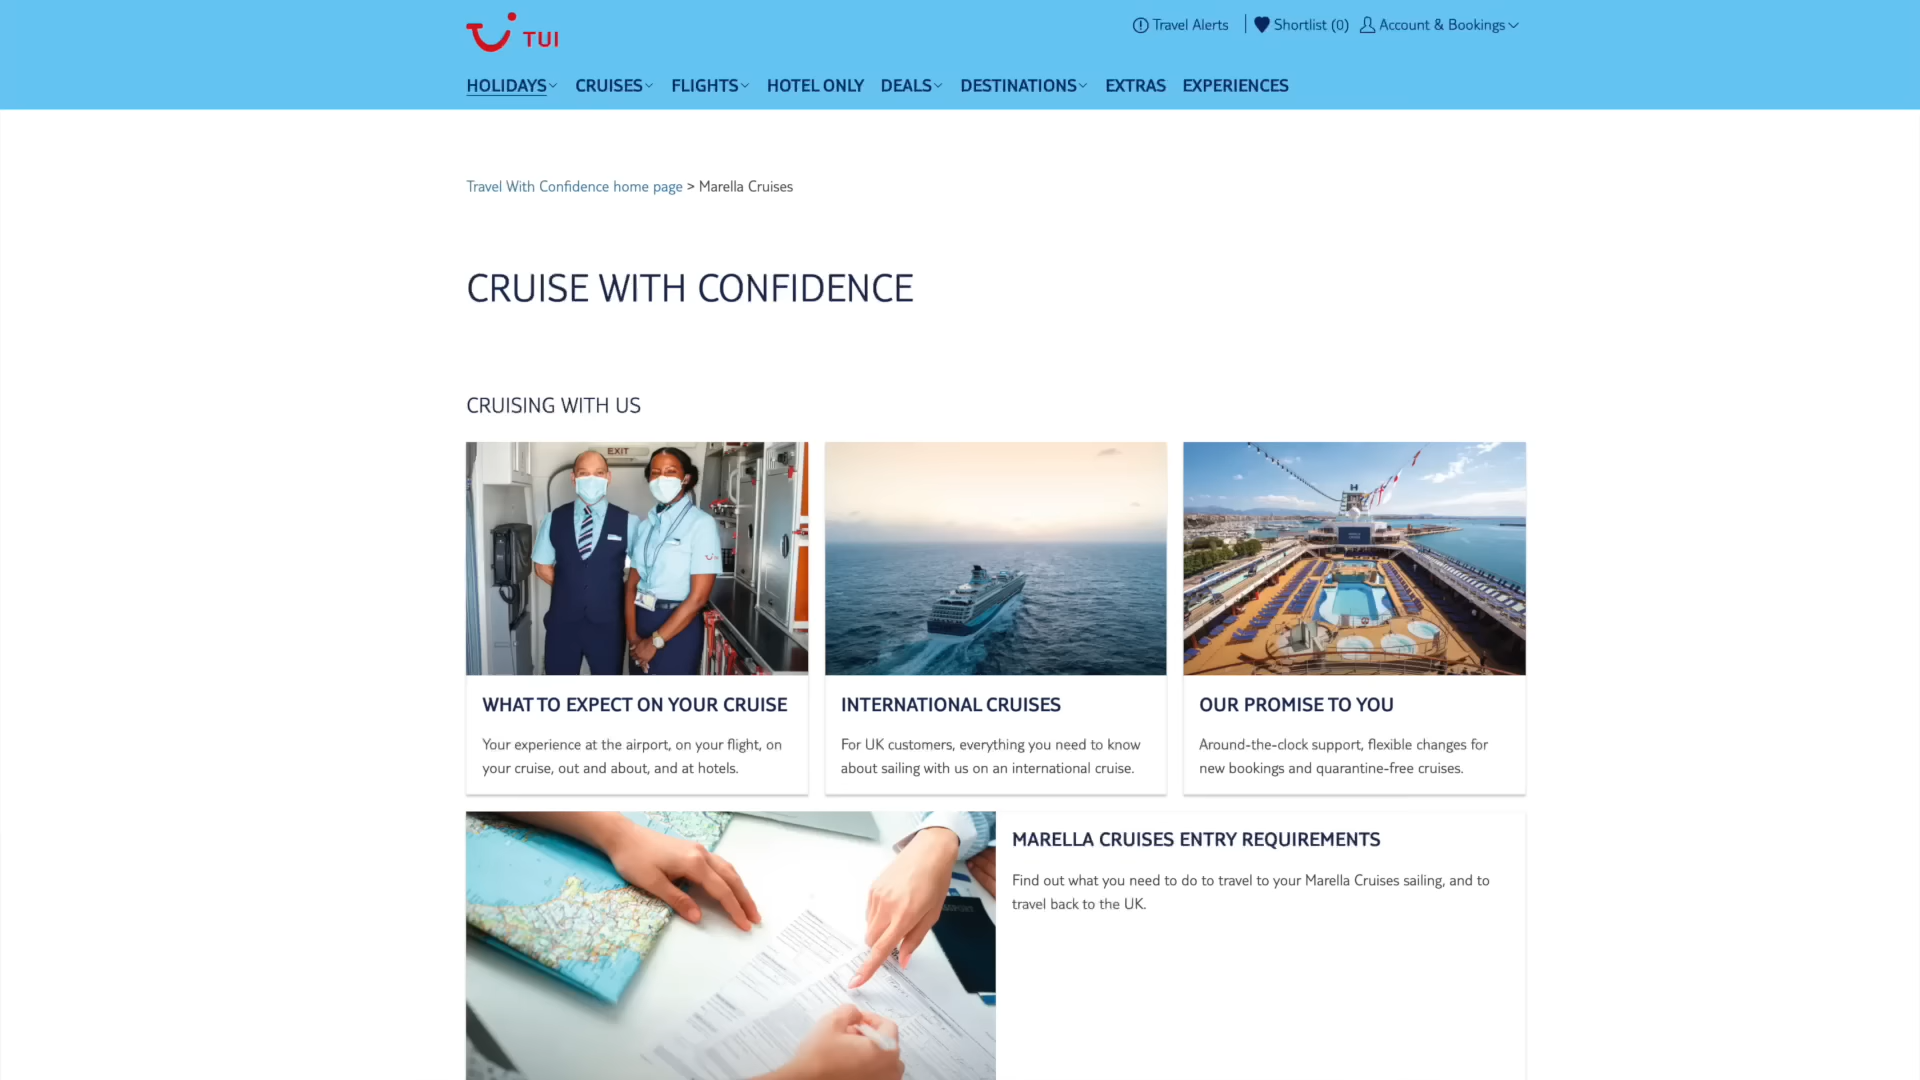 TUI
Travel Alerts
Shortlist (0)
Account & Bookings
HOLIDAYS CRUISES FLIGHTS HOTEL ONLY DEALS DESTINATIONS EXTRAS EXPERIENCES
Travel With Confidence home page > Marella Cruises
CRUISE WITH CONFIDENCE
CRUISING WITH US
EXIT
WHAT TO EXPECT ON YOUR CRUISE
Your experience at the airport, on your flight, on
your cruise, out and about, and at hotels.
INTERNATIONAL CRUISES
For UK customers, everything you need to know
about sailing with us on an international cruise.
OUR PROMISE TO YOU
Around-the-clock support, flexible changes for
new bookings and quarantine-free cruises.
MARELLA CRUISES ENTRY REQUIREMENTS
Find out what you need to do to travel to your Marella Cruises sailing, and to
travel back to the UK.